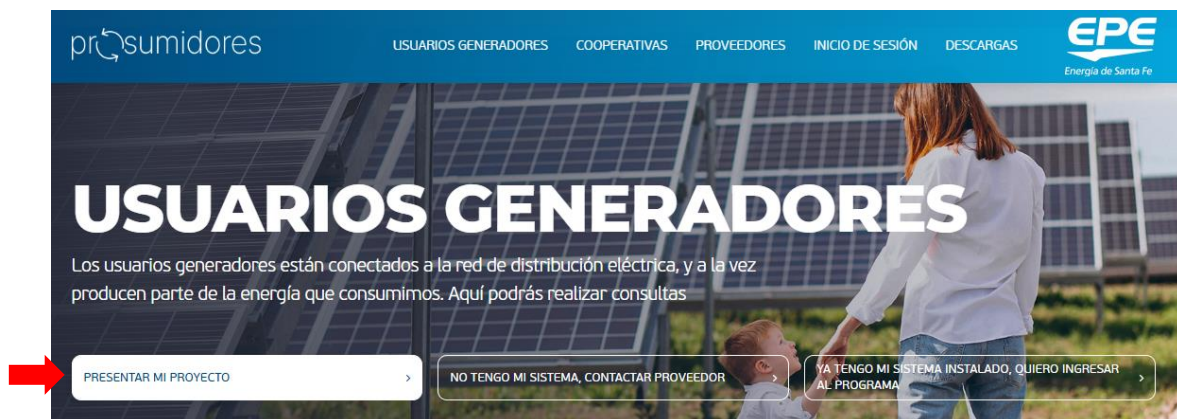 prosumidores
USUARIOS GENERADORES
COOPERATIVAS
PROVEEDORES
INICIO DE SESIÓN
DESCARGAS
EPE
Energía de Santa Fe
USUARIOS GENERADORES
Los usuarios generadores están conectados a la red de distribución eléctrica, y a la vez
producen parte de la energía que consumimos. Aquí podrás realizar consultas
PRESENTAR MI PROYECTO
NO TENGO MI SISTEMA, CONTACTAR PROVEEDOR
YA TENGO MI SISTEMA INSTALADO, QUIERO INGRESAR
AL PROGRAMA